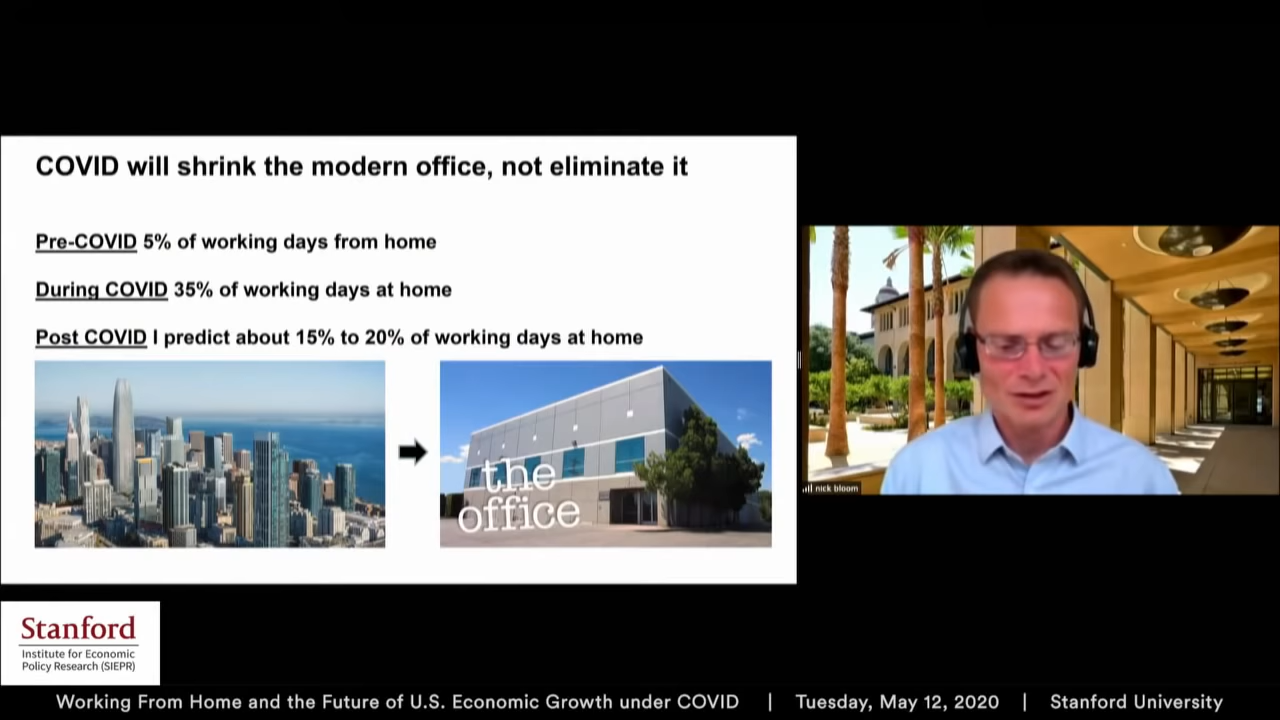 COVID will shrink the modern office, not eliminate it
Pre-COVID 5% of working days from home
During COVID 35% of working days at home
Post COVID I predict about 15% to 20% of working days at home
the
office
nick bloom
Stanford
Institute for Economic
Policy Research (SIEPR)
Working From Home and the Future of U.S. Economic Growth under COVID | Tuesday, May 12, 2020 | Stanford University